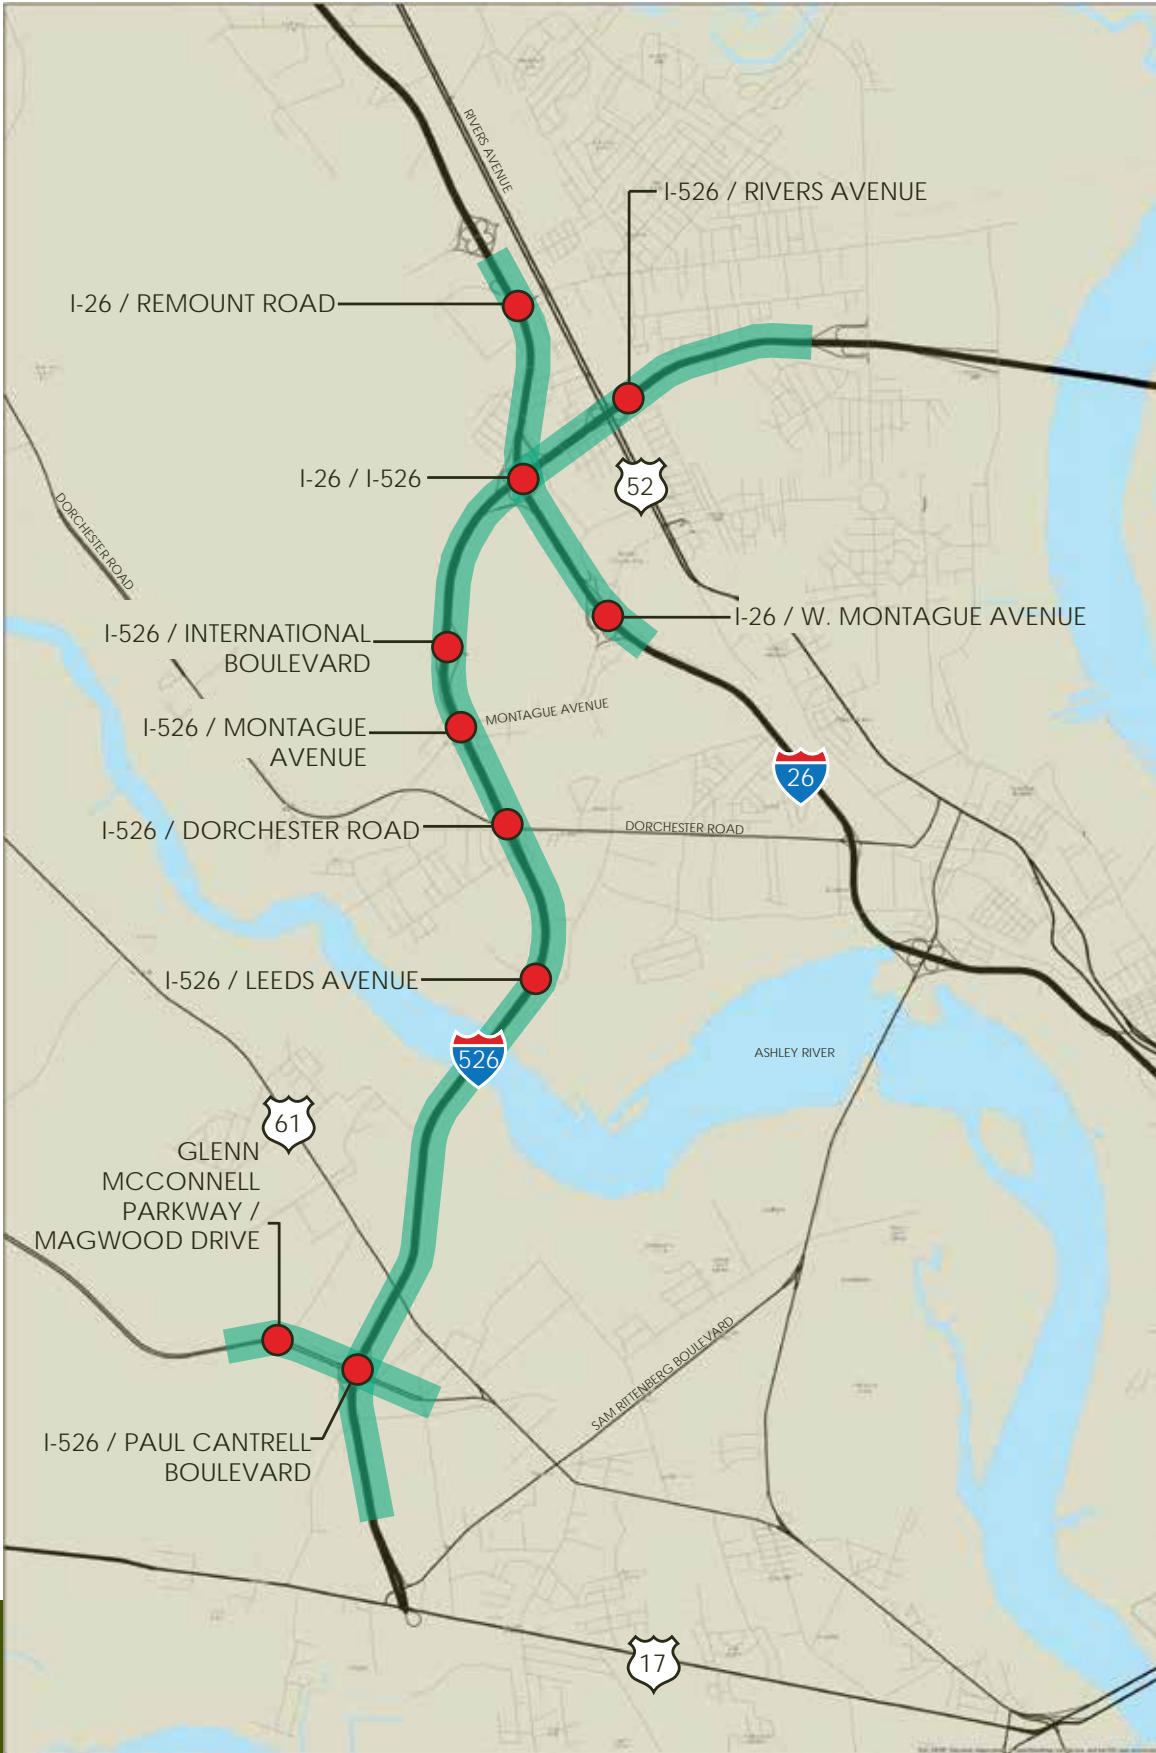 RIVERS AVENUE
I-526 / RIVERS AVENUE
I-26 / REMOUNT ROAD
I-26 / I-526
52
DORCHESTER ROAD
I-26 / W. MONTAGUE AVENUE
I-526 / INTERNATIONAL
BOULEVARD
MONTAGUE AVENUE
I-526 / MONTAGUE
AVENUE
26
I-526 / DORCHESTER ROAD
DORCHESTER ROAD
I-526 / LEEDS AVENUE
526
ASHLEY RIVER
61
GLENN
MCCONNELL
PARKWAY /
MAGWOOD DRIVE
SAM RITTENBERG BOULEVARD
I-526 / PAUL CANTRELL
BOULEVARD
17